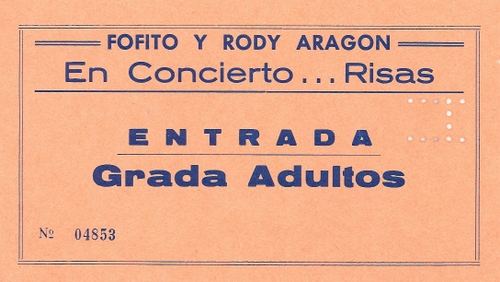 FOFITO Y RODY ARAGON
En Concierto... Risas
ENTRADA
Grada Adultos
Nº 04853